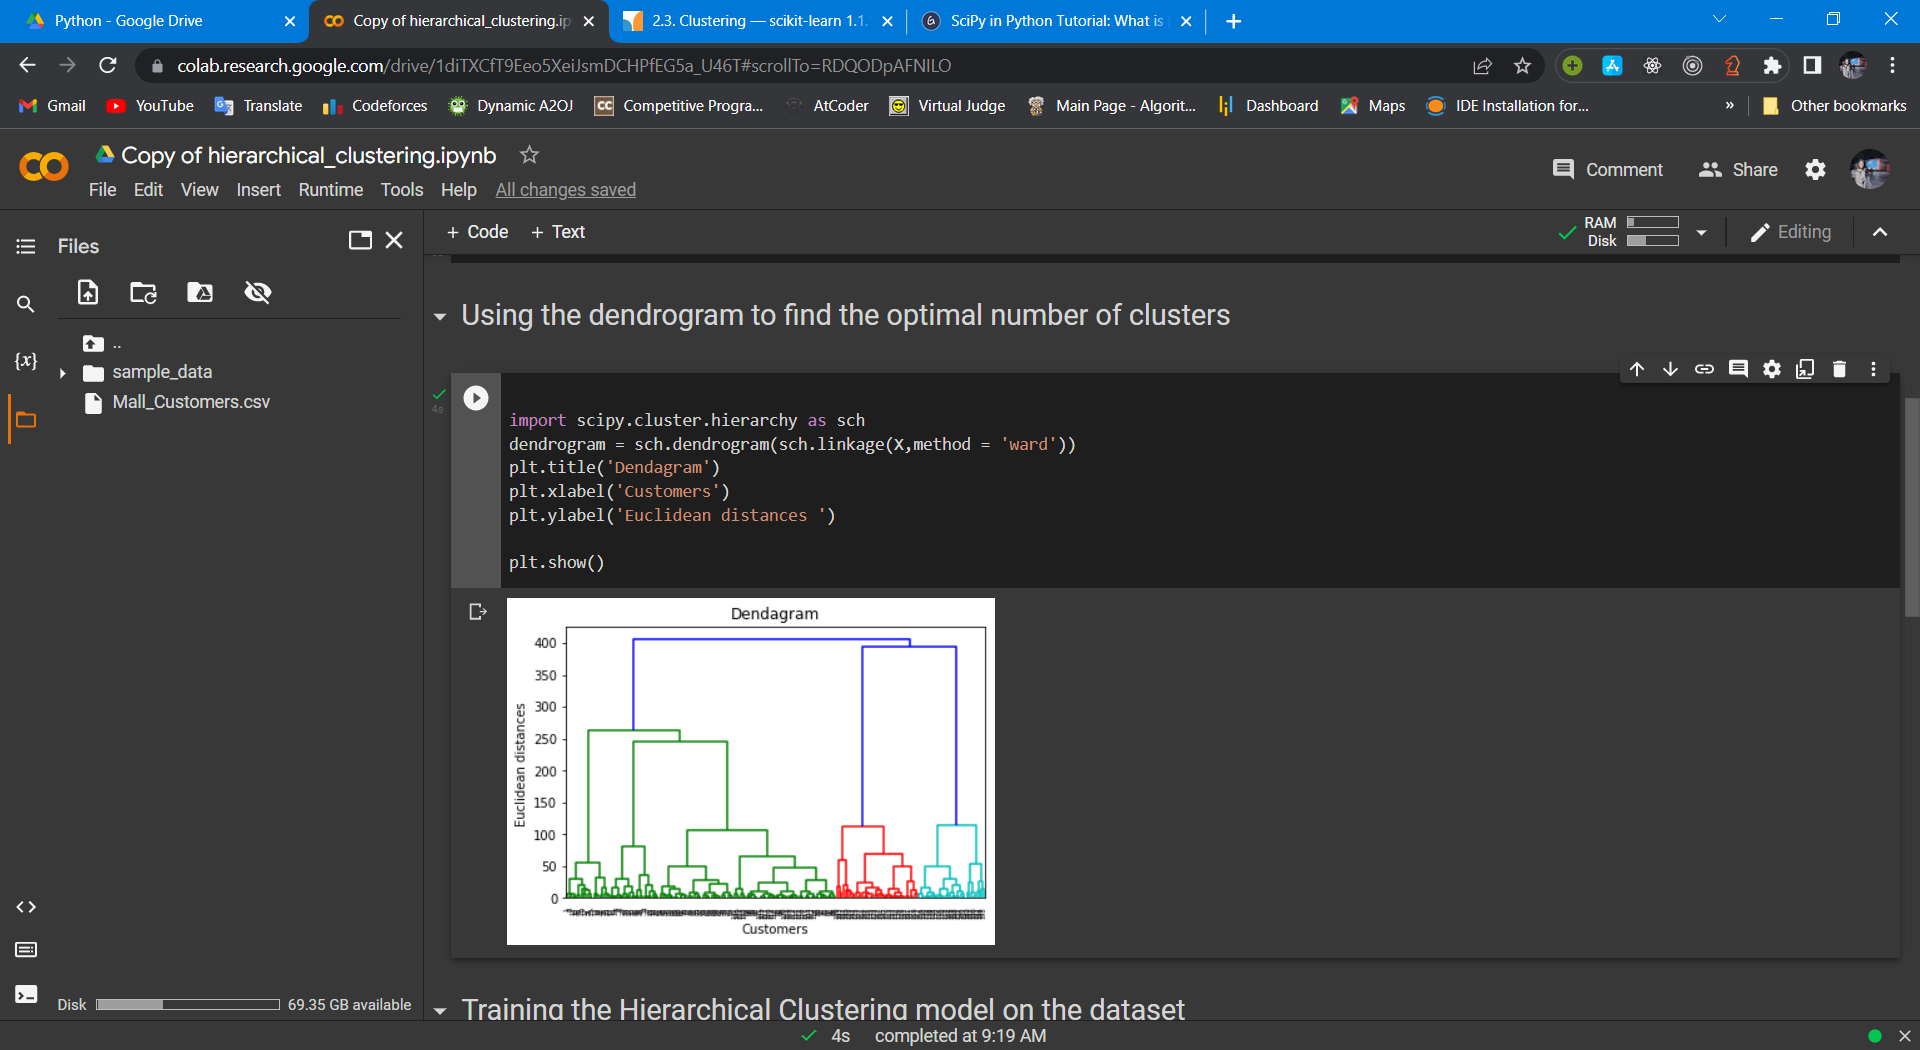 Python - Google Drive
Copy of hierarchical_clustering.ip
2.3. Clustering — scikit-learn 1.1.
SciPy in Python Tutorial: What is
colab.research.google.com/drive/1diTXCfT9Eeo5XeiJsmDCHPfEG5a_U46T#scrollTo=RDQODpAFNILO
Gmail YouTube Translate Codeforces Dynamic A2OJ CC Competitive Progra... AtCoder Virtual Judge Main Page - Algorit... Dashboard Maps IDE Installation for... » Other bookmarks
Copy of hierarchical_clustering.ipynb
Comment Share
File Edit View Insert Runtime Tools Help All changes saved
Files
+ Code + Text
RAM
Disk
Editing
..
sample_data
Mall_Customers.csv
{x}
Using the dendrogram to find the optimal number of clusters
4s
import scipy.cluster.hierarchy as sch
dendrogram = sch.dendrogram(sch.linkage(X,method = 'ward'))
plt.title('Dendagram')
plt.xlabel('Customers')
plt.ylabel('Euclidean distances ')
plt.show()
Dendagram
400
350
300
250
200
150
100
50
0
Euclidean distances
Customers
Training the Hierarchical Clustering model on the dataset
Disk 69.35 GB available
4s completed at 9:19 AM